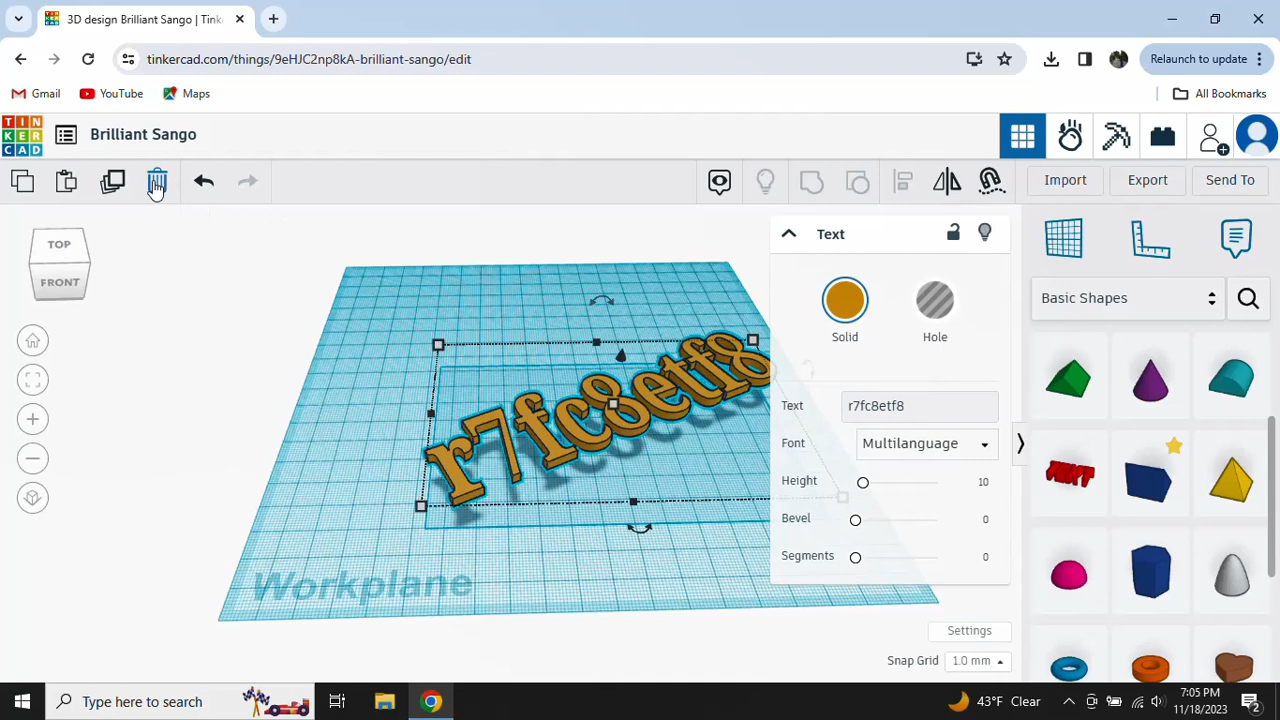 3D design Brilliant Sango | Tink
tinkercad.com/things/9eHJC2np8kA-brilliant-sango/edit
Relaunch to update
Gmail
YouTube
Maps
All Bookmarks
TIN
KER
CAD
Brilliant Sango
Import
Export
Send To
TOP
FRONT
Text
Solid
Hole
Text
r7fc8etf8
Font
Multilanguage
Height
10
Bevel
0
Segments
0
Basic Shapes
TEXT
r7fc8etf8
Workplane
Settings
Snap Grid
1.0 mm
Type here to search
43°F Clear
7:05 PM
11/18/2023
2